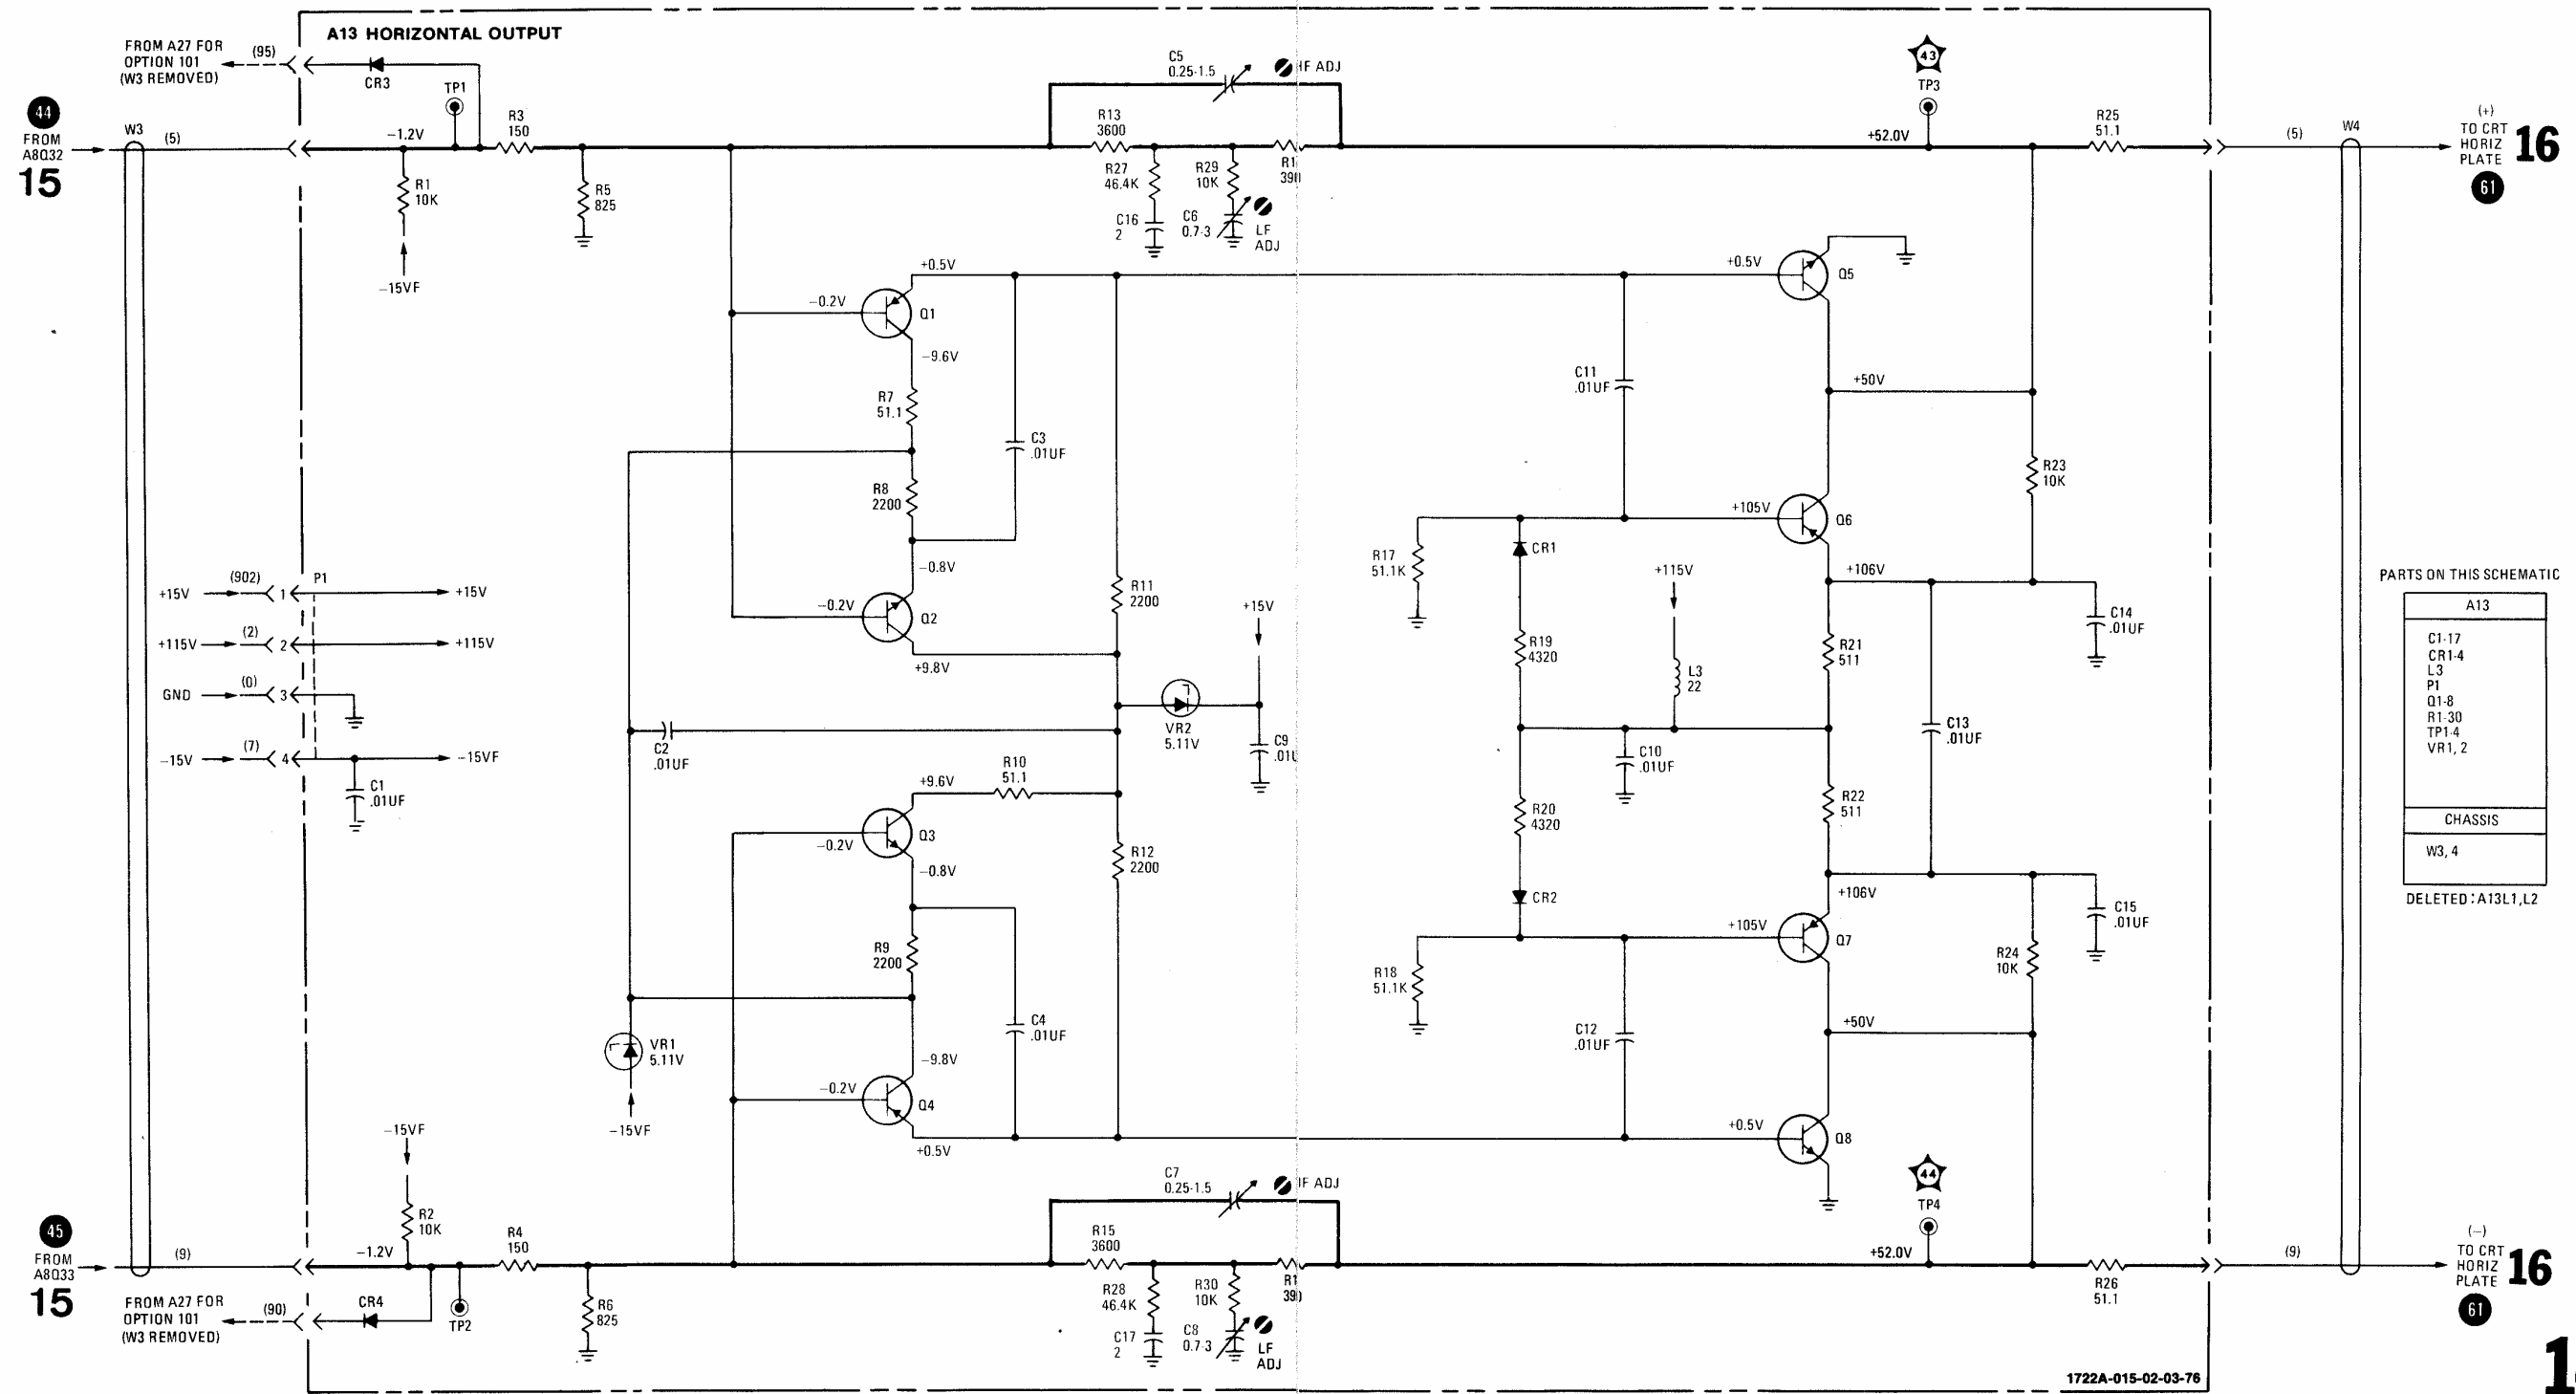 A13 HORIZONTAL OUTPUT
FROM A27 FOR
OPTION 101
(W3 REMOVED)
(95)
CR3
TP1
44
FROM
A8Q32
15
W3
(5)
−1.2V
R3
150
R1
10K
−15VF
R5
825
C5
0.25-1.5
HF ADJ
R13
3600
R27
46.4K
C16
2
R29
10K
C6
0.7-3
LF
ADJ
43
TP3
+52.0V
R25
51.1
(5)
W4
(+)
TO CRT
HORIZ
PLATE
16
61
+0.5V
−0.2V
Q1
−9.6V
R7
51.1
R8
2200
C3
.01UF
−0.8V
−0.2V
Q2
+9.8V
R11
2200
+0.5V
Q5
C11
.01UF
+50V
R23
10K
+105V
Q6
+106V
R17
51.1K
CR1
+115V
R19
4320
L3
22
R21
511
C14
.01UF
C13
.01UF
+15V
(902)
1
P1
+15V
+115V
(2)
2
+115V
GND
(0)
3
−15V
(7)
4
−15VF
C1
.01UF
C2
.01UF
VR2
5.11V
+15V
C9
C10
.01UF
R10
51.1
+9.6V
Q3
−0.2V
−0.8V
R12
2200
R20
4320
R22
511
CR2
+106V
C15
.01UF
+105V
Q7
R9
2200
R18
51.1K
R24
10K
C4
.01UF
C12
.01UF
+50V
VR1
5.11V
−15VF
−9.8V
−0.2V
Q4
+0.5V
+0.5V
Q8
−15VF
R2
10K
45
FROM
A8Q33
15
(9)
−1.2V
R4
150
FROM A27 FOR
OPTION 101
(W3 REMOVED)
(90)
CR4
TP2
R6
825
C7
0.25-1.5
HF ADJ
R15
3600
R28
46.4K
C17
2
R30
10K
C8
0.7-3
LF
ADJ
44
TP4
+52.0V
R26
51.1
(9)
(−)
TO CRT
HORIZ
PLATE
16
61
PARTS ON THIS SCHEMATIC
A13
C1-17
CR1-4
L3
P1
Q1-8
R1-30
TP1-4
VR1, 2
CHASSIS
W3, 4
DELETED: A13L1,L2
1722A-015-02-03-76